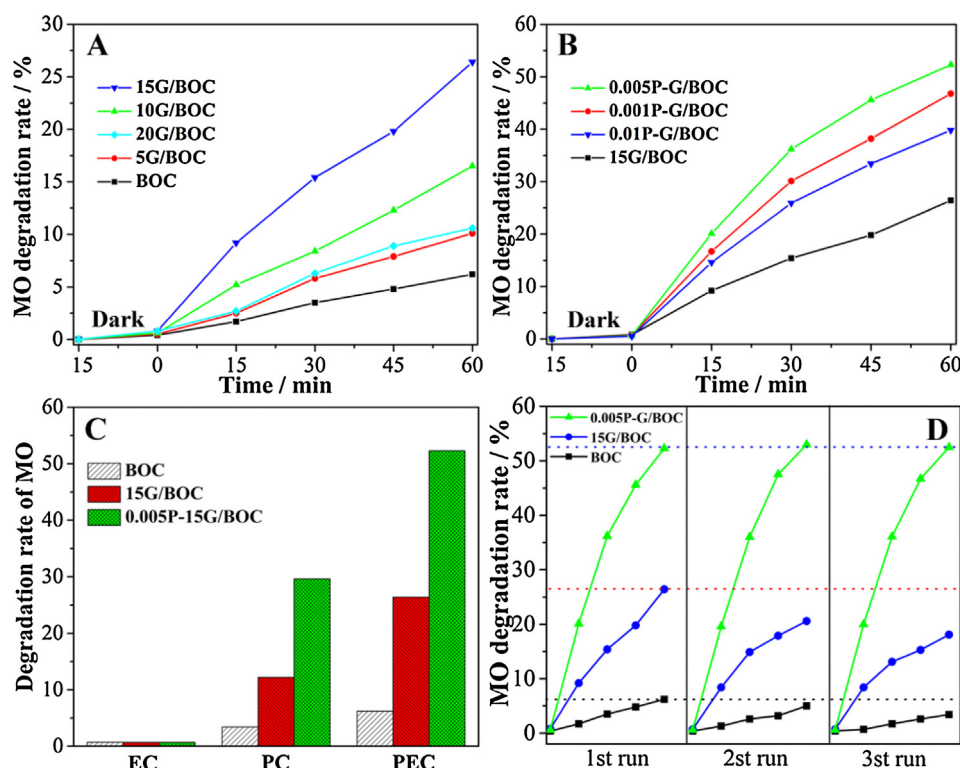 A
MO degradation rate / %
30
25
20
15
10
5
0
15G/BOC
10G/BOC
20G/BOC
5G/BOC
BOC
Dark
15 0 15 30 45 60
Time / min
B
MO degradation rate / %
60
50
40
30
20
10
0
0.005P-G/BOC
0.001P-G/BOC
0.01P-G/BOC
15G/BOC
Dark
15 0 15 30 45 60
Time / min
C
Degradation rate of MO
60
50
40
30
20
10
0
BOC
15G/BOC
0.005P-15G/BOC
EC PC PEC
D
MO degradation rate / %
60
50
40
30
20
10
0
0.005P-G/BOC
15G/BOC
BOC
1st run 2st run 3st run